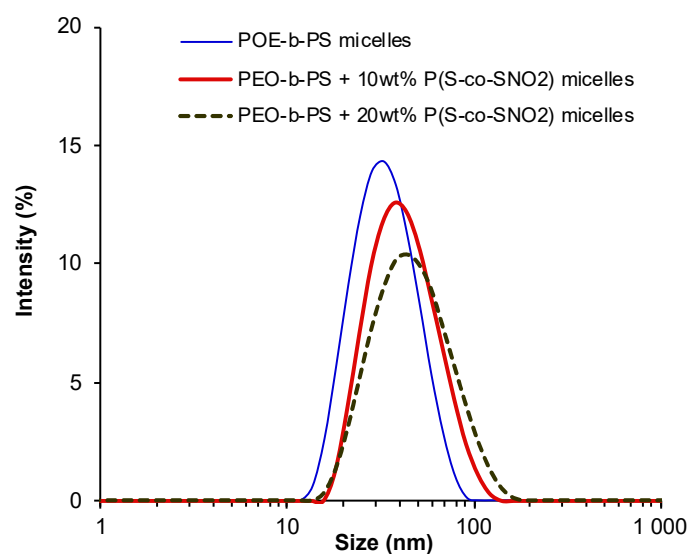 20
POE-b-PS micelles
PEO-b-PS + 10wt% P(S-co-SNO2) micelles
PEO-b-PS + 20wt% P(S-co-SNO2) micelles
15
Intensity (%)
10
5
0
1 10 100 1 000
Size (nm)